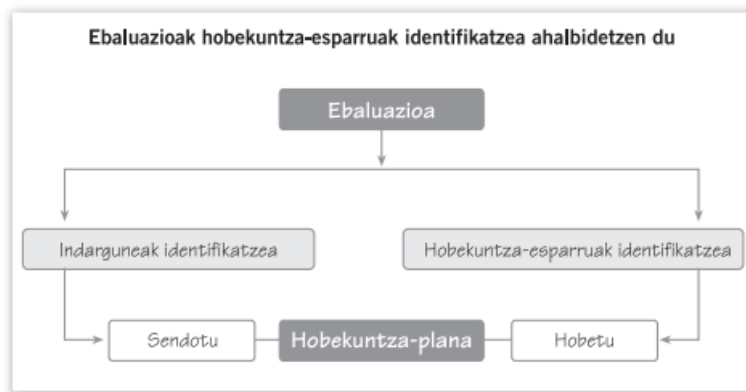 Ebaluazioak hobekuntza-esparruak identifikatzea ahalbidetzen du
Ebaluazioa
Indarguneak identifikatzea
Hobekuntza-esparruak identifikatzea
Sendotu
Hobekuntza-plana
Hobetu